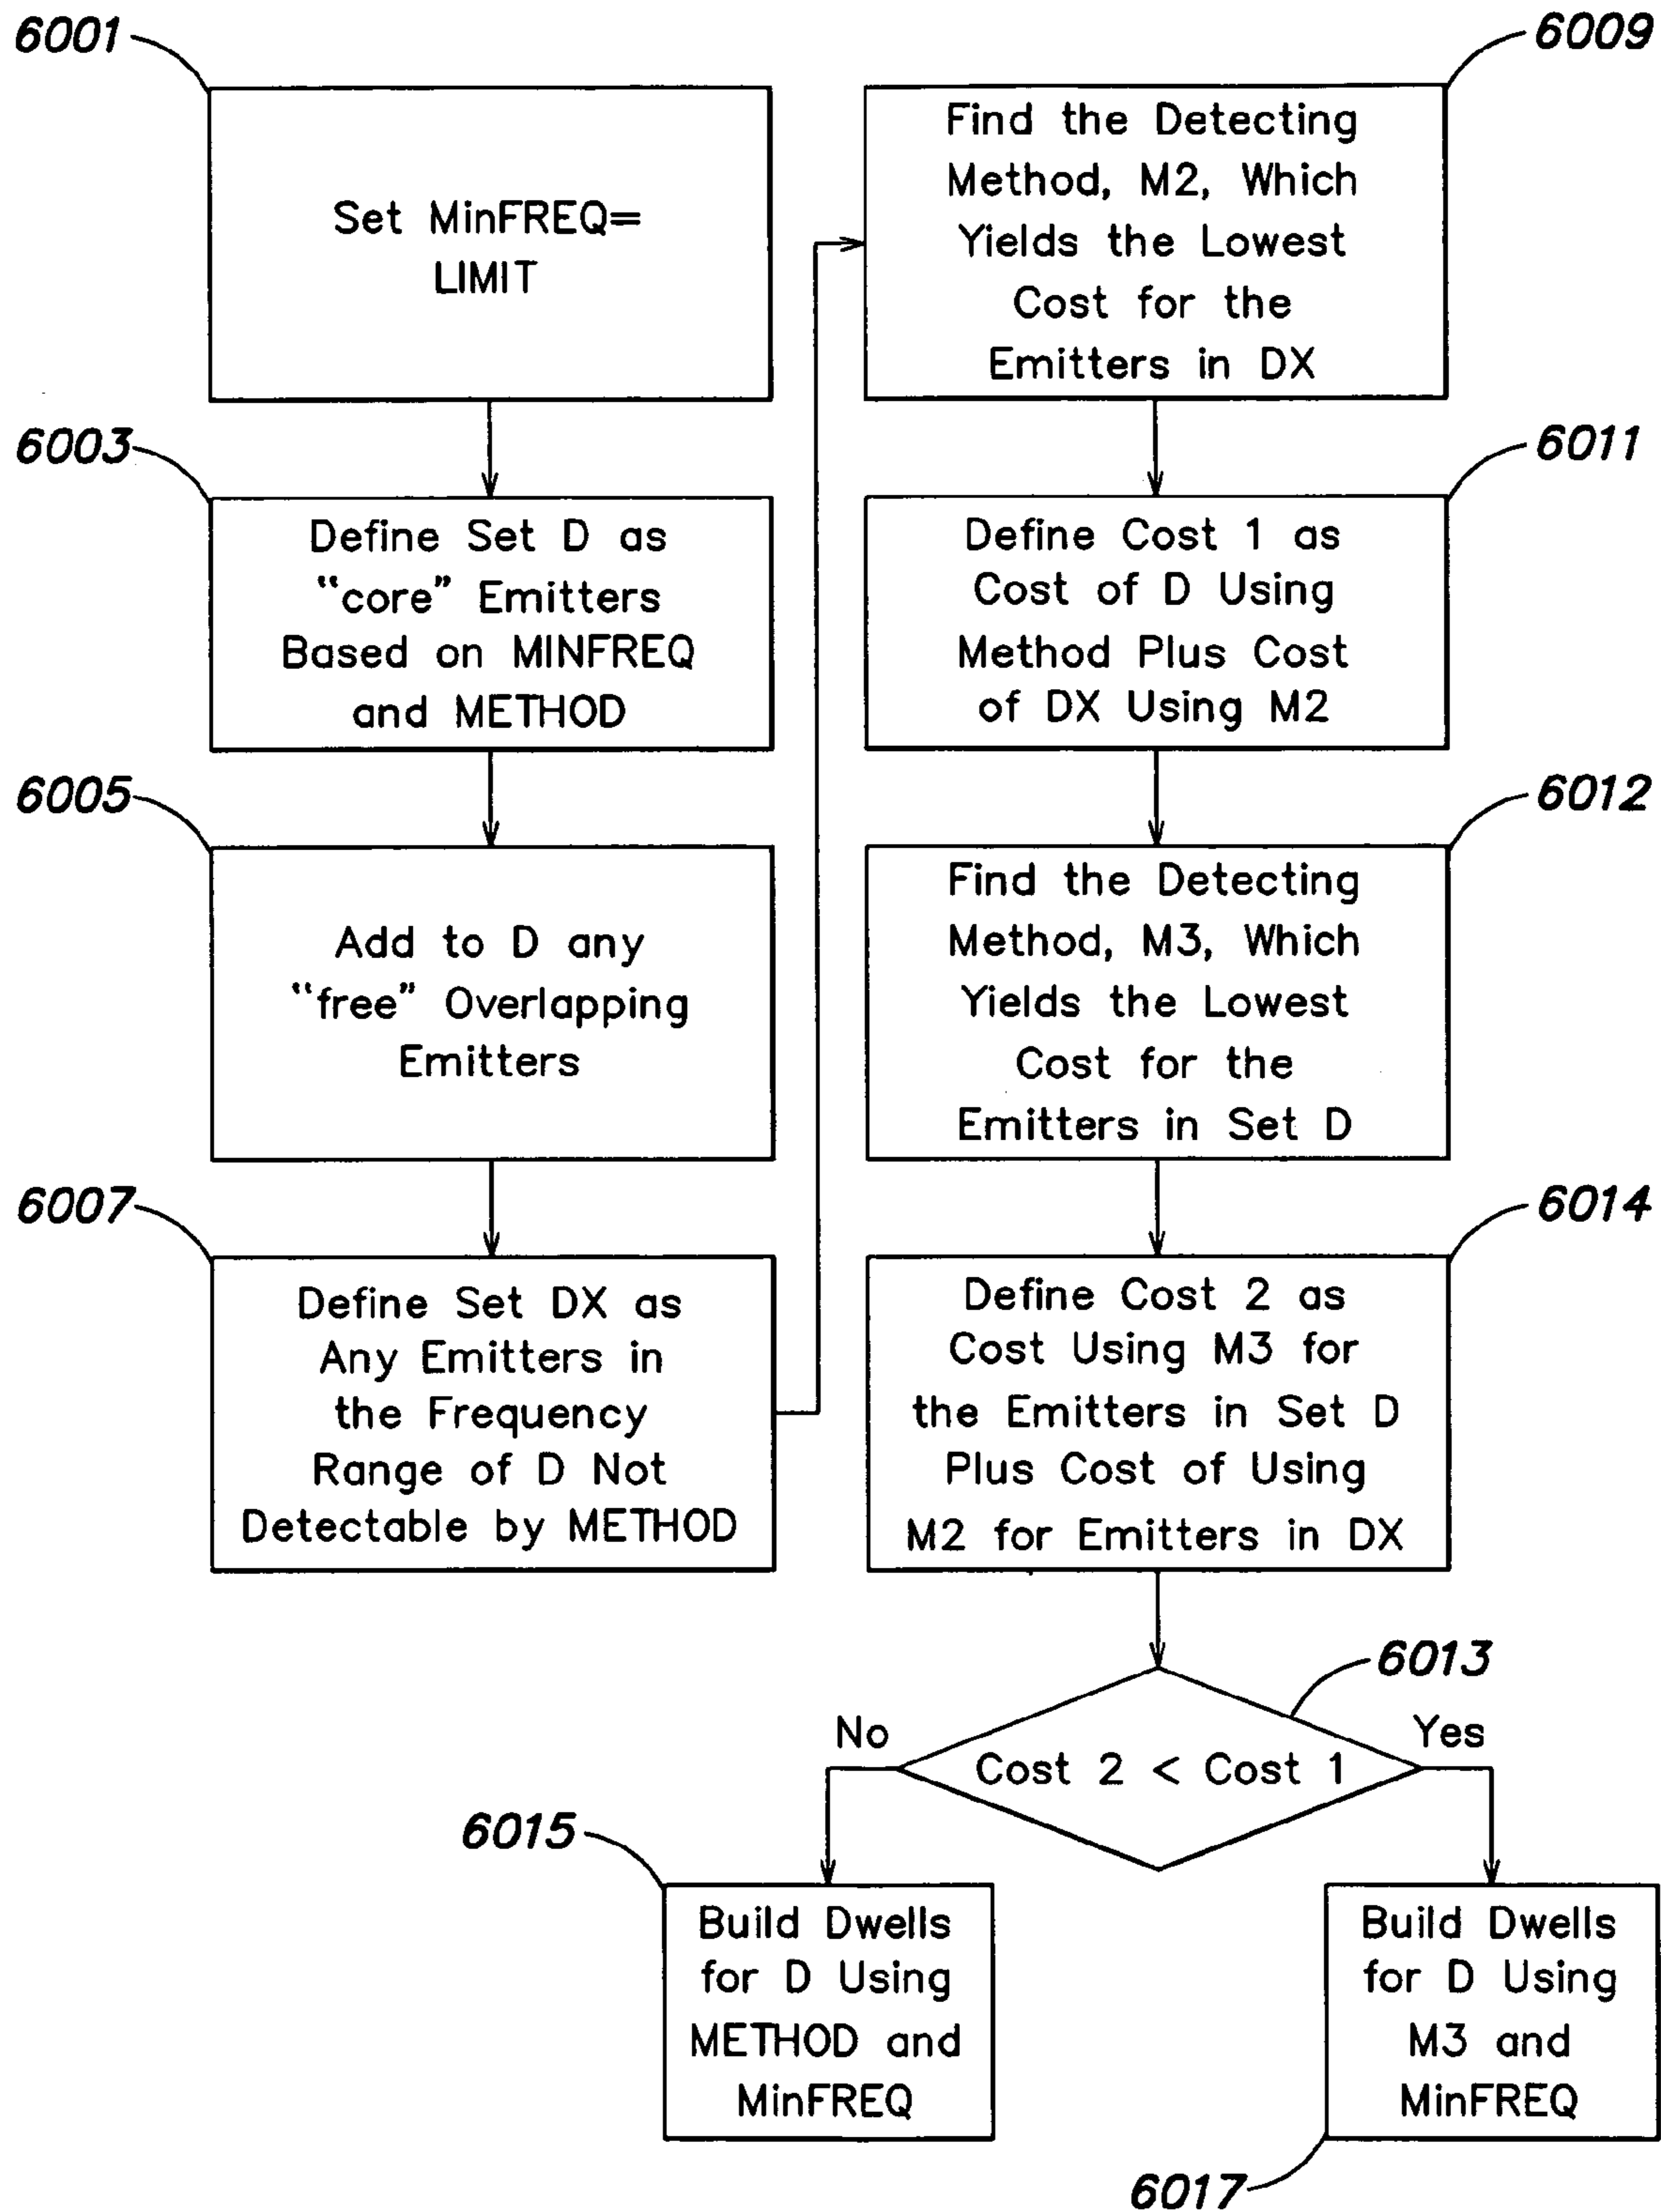 6001
Set MinFREQ=
LIMIT
6003
Define Set D as
“core” Emitters
Based on MINFREQ
and METHOD
6005
Add to D any
“free” Overlapping
Emitters
6007
Define Set DX as
Any Emitters in
the Frequency
Range of D Not
Detectable by METHOD
6009
Find the Detecting
Method, M2, Which
Yields the Lowest
Cost for the
Emitters in DX
6011
Define Cost 1 as
Cost of D Using
Method Plus Cost
of DX Using M2
6012
Find the Detecting
Method, M3, Which
Yields the Lowest
Cost for the
Emitters in Set D
6014
Define Cost 2 as
Cost Using M3 for
the Emitters in Set D
Plus Cost of Using
M2 for Emitters in DX
6013
No
Yes
Cost 2 < Cost 1
6015
Build Dwells
for D Using
METHOD and
MinFREQ
Build Dwells
for D Using
M3 and
MinFREQ
6017